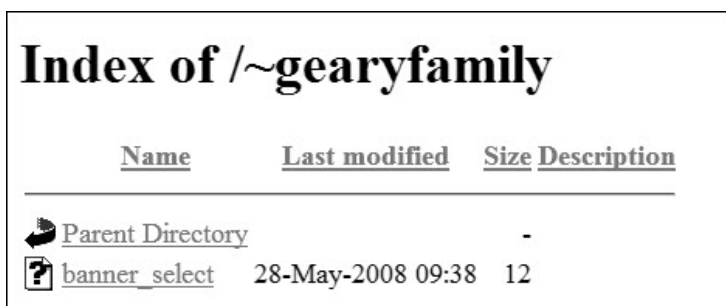 Index of /~gearyfamily
Name Last modified Size Description
Parent Directory -
? banner_select 28-May-2008 09:38 12